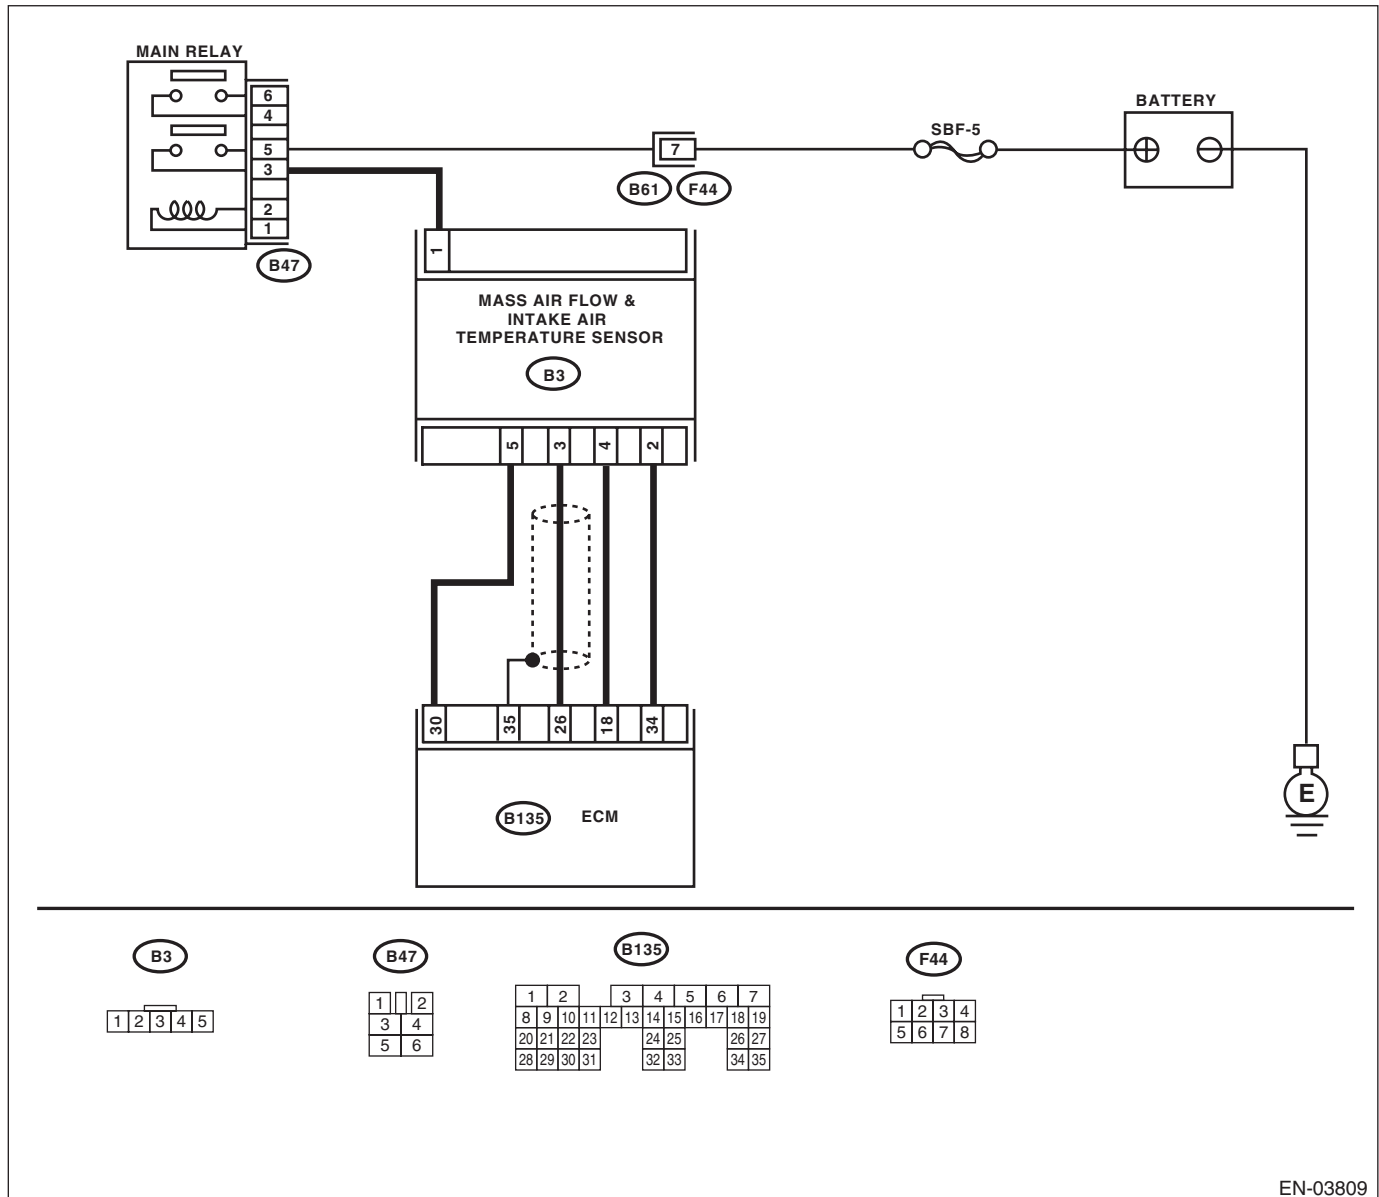 MAIN RELAY
6
4
5
3
2
1
B47
7
B61 F44
SBF-5
BATTERY
1
MASS AIR FLOW &
INTAKE AIR
TEMPERATURE SENSOR
B3
5 3 4 2
30 35 26 18 34
B135 ECM
E
B3
1 2 3 4 5
B47
1 2
3 4
5 6
B135
1 2 3 4 5 6 7
8 9 10 11 12 13 14 15 16 17 18 19
20 21 22 23 24 25 26 27
28 29 30 31 32 33 34 35
F44
1 2 3 4
5 6 7 8
EN-03809